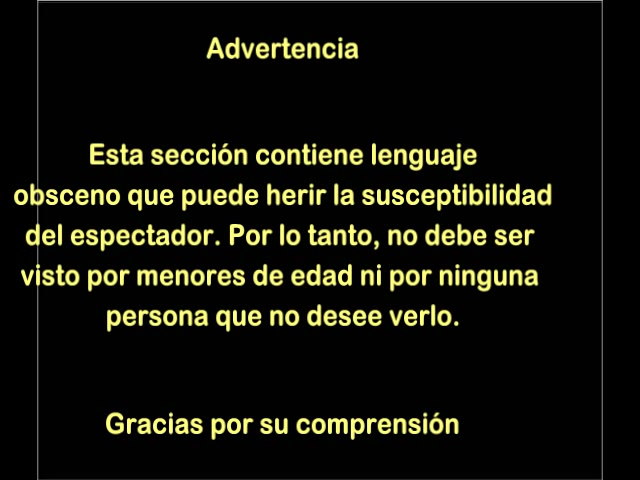 Advertencia
Esta sección contiene lenguaje
obsceno que puede herir la susceptibilidad
del espectador. Por lo tanto, no debe ser
visto por menores de edad ni por ninguna
persona que no desee verlo.
Gracias por su comprensión